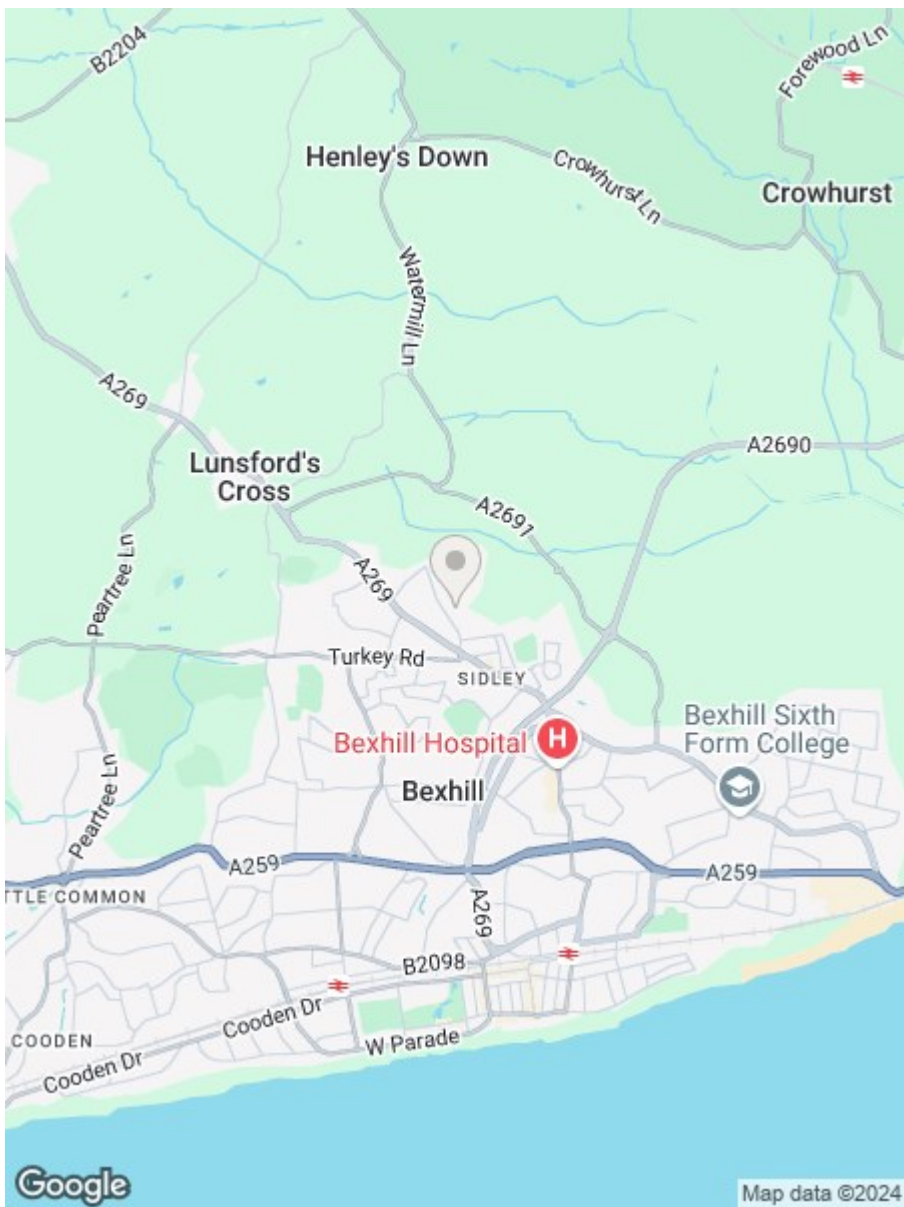 B2204
Forewood Ln
Henley's Down
Crowhurst Ln
Crowhurst
Watermill Ln
A269
A2690
Lunsford's
Cross
A2691
Peartree Ln
A269
Turkey Rd
SIDLEY
Bexhill Sixth
Form College
Bexhill Hospital
H
Bexhill
Peartree Ln
A259
A259
TTLE COMMON
A269
B2098
Cooden Dr
W Parade
COODEN
Cooden Dr
Google
Map data ©2024